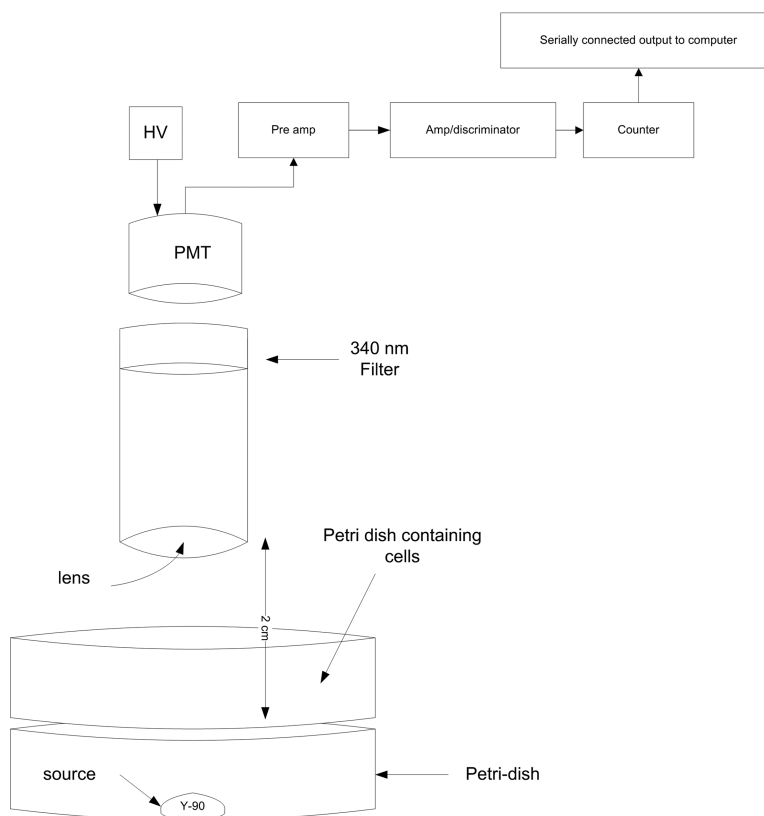 Serially connected output to computer
HV
Pre amp
Amp/discriminator
Counter
PMT
340 nm
Filter
Petri dish containing
cells
lens
2 cm
source
Y-90
Petri-dish